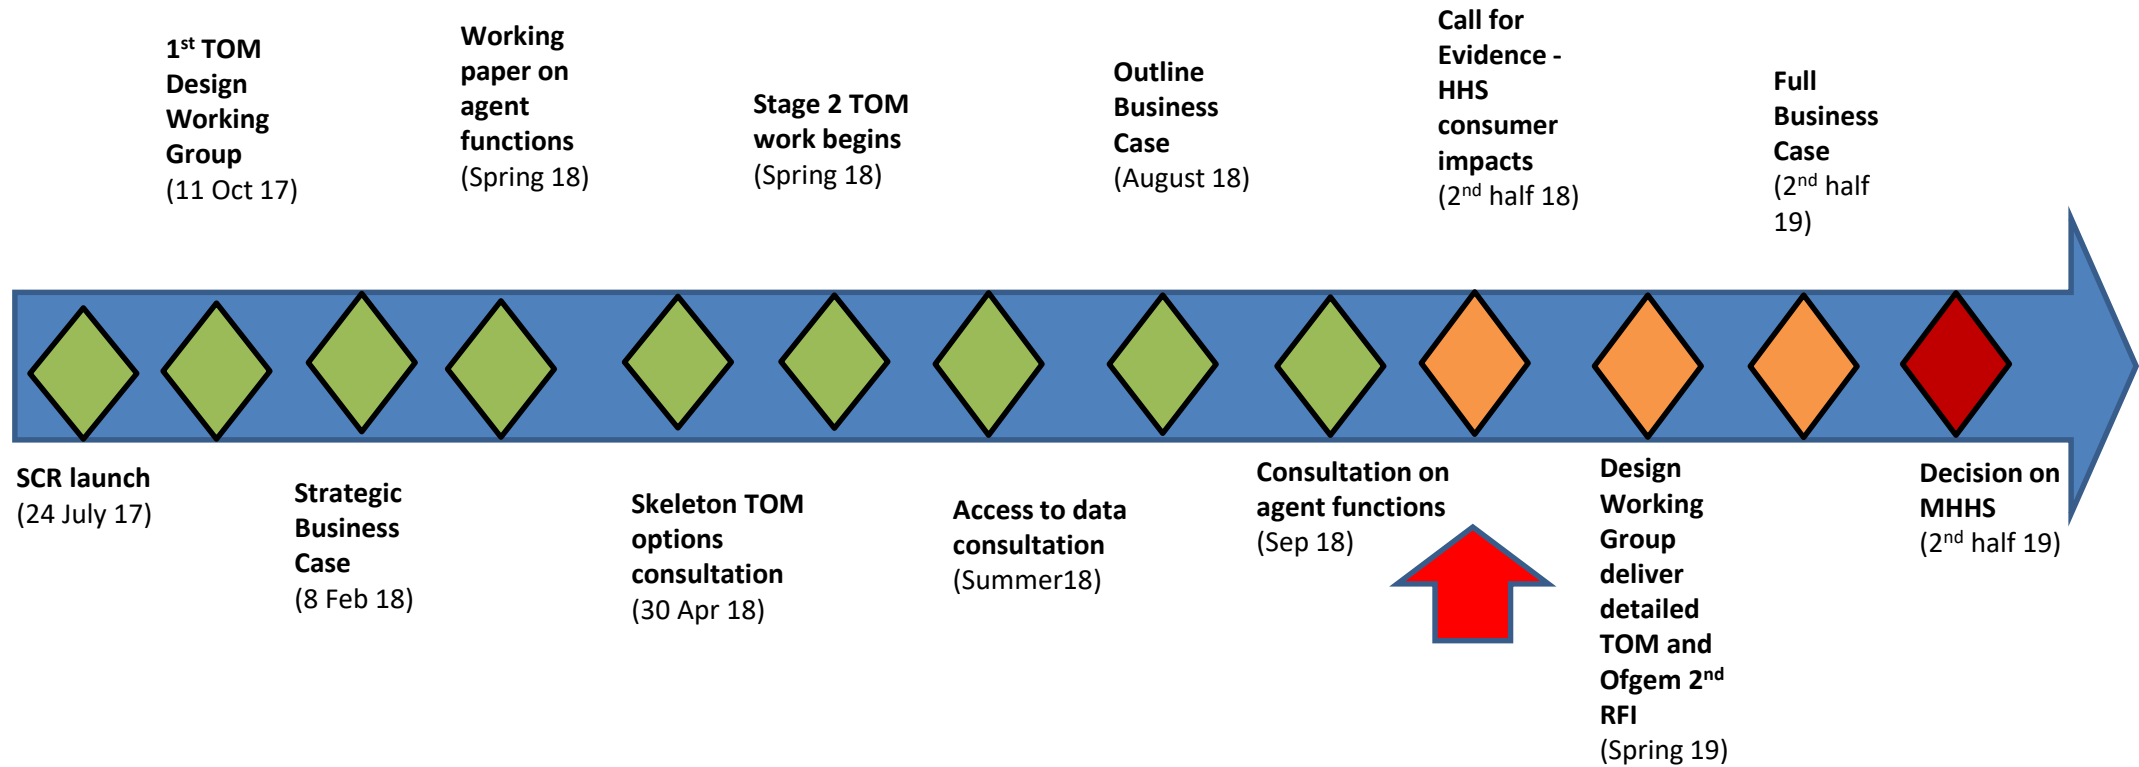 1st TOM
Design
Working
Group
(11 Oct 17)
Working
paper on
agent
functions
(Spring 18)
Stage 2 TOM
work begins
(Spring 18)
Outline
Business
Case
(August 18)
Call for
Evidence -
HHS
consumer
impacts
(2nd half 18)
Full
Business
Case
(2nd half
19)
SCR launch
(24 July 17)
Strategic
Business
Case
(8 Feb 18)
Skeleton TOM
options
consultation
(30 Apr 18)
Access to data
consultation
(Summer18)
Consultation on
agent functions
(Sep 18)
Design
Working
Group
deliver
detailed
TOM and
Ofgem 2nd
RFI
(Spring 19)
Decision on
MHHS
(2nd half 19)